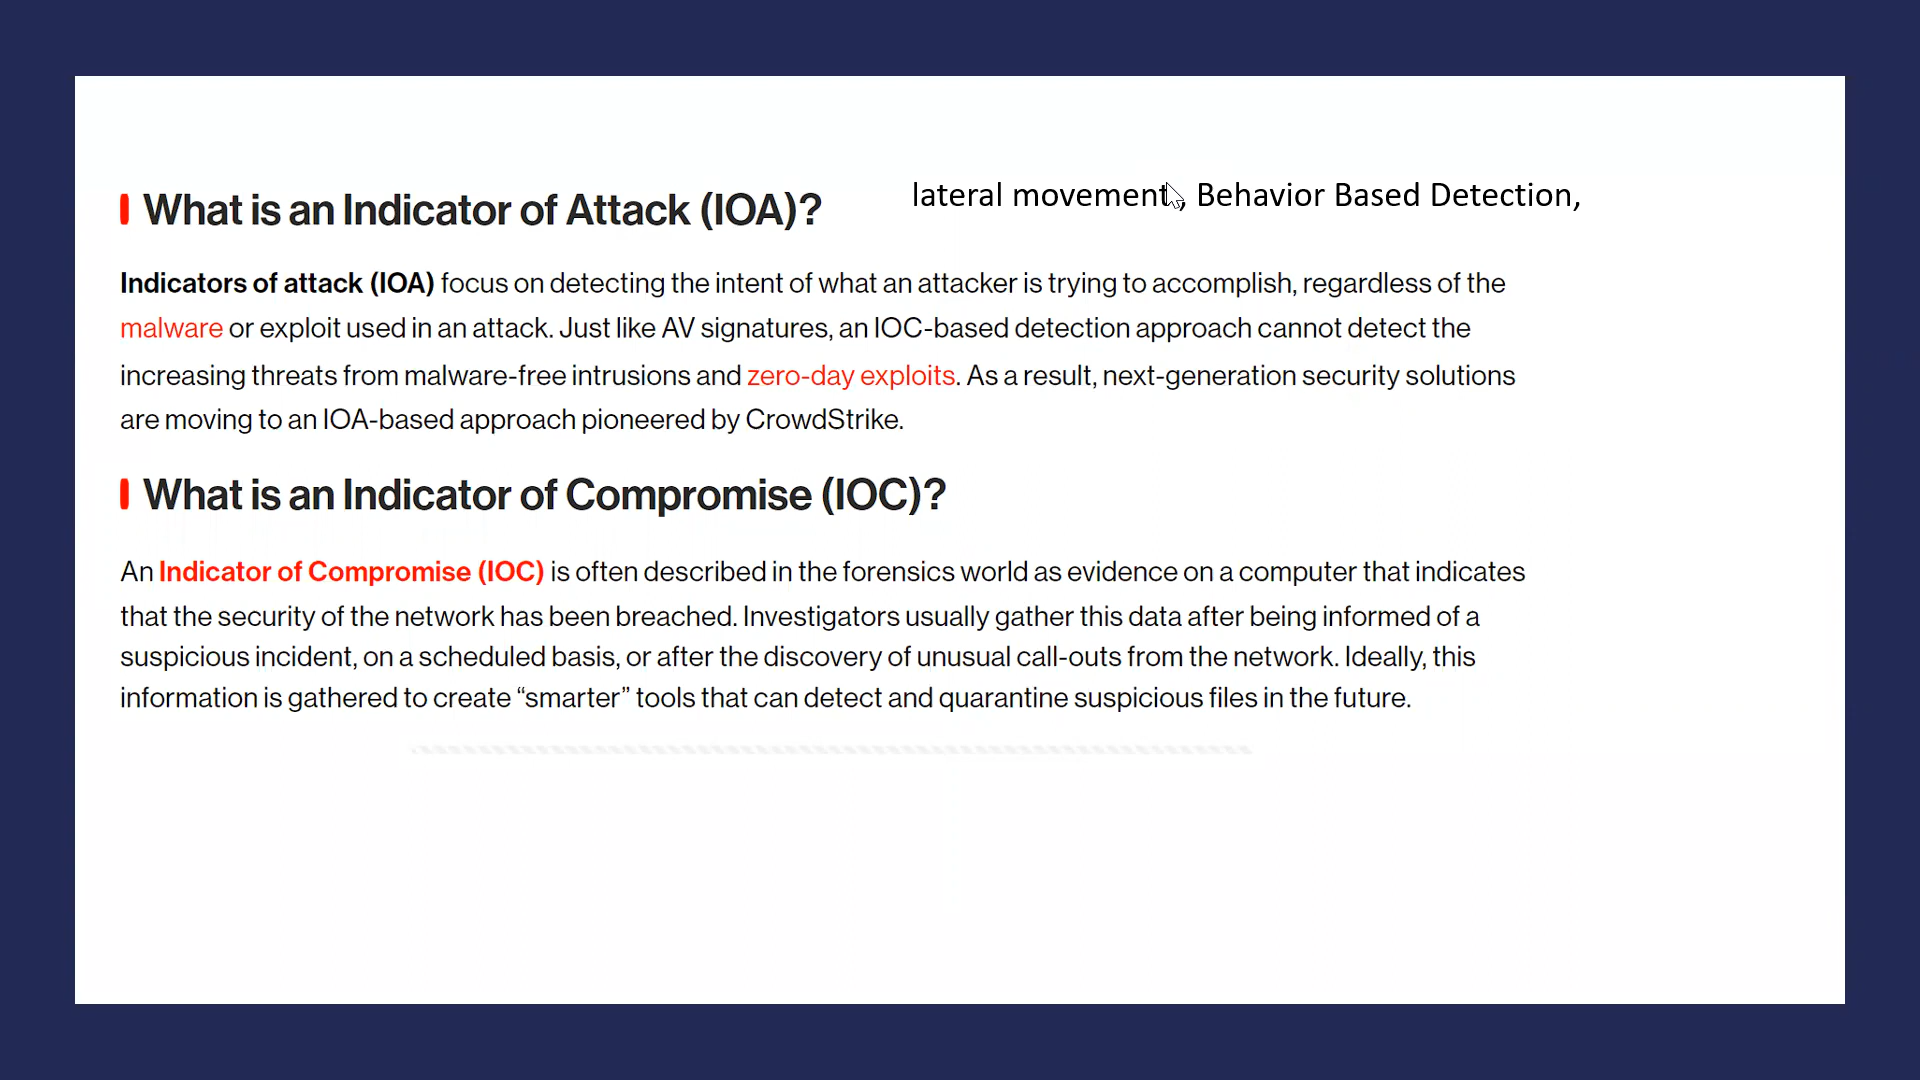 What is an Indicator of Attack (IOA)?
lateral movement, Behavior Based Detection,
Indicators of attack (IOA) focus on detecting the intent of what an attacker is trying to accomplish, regardless of the
malware or exploit used in an attack. Just like AV signatures, an IOC-based detection approach cannot detect the
increasing threats from malware-free intrusions and zero-day exploits. As a result, next-generation security solutions
are moving to an IOA-based approach pioneered by CrowdStrike.
What is an Indicator of Compromise (IOC)?
An Indicator of Compromise (IOC) is often described in the forensics world as evidence on a computer that indicates
that the security of the network has been breached. Investigators usually gather this data after being informed of a
suspicious incident, on a scheduled basis, or after the discovery of unusual call-outs from the network. Ideally, this
information is gathered to create “smarter” tools that can detect and quarantine suspicious files in the future.